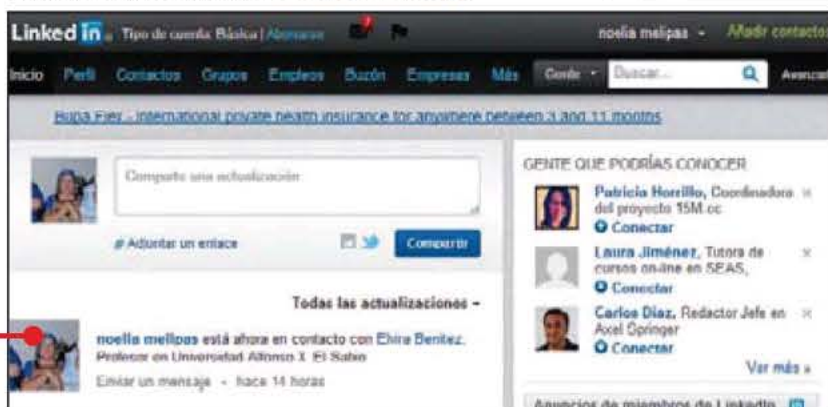 Linked in. Tipo de cuenta: Básica | Abonarse 7 noelia melipas Añadir contactos
Inicio Perfil Contactos Grupos Empleos Buzón Empresas Más Gente Buscar... Avanzar
Bupa Flex - International private health insurance for anywhere between 3 and 11 months
Comparte una actualización
Adjuntar un enlace Compartir
Todas las actualizaciones
noelia melipas está ahora en contacto con Elvira Benitez,
Profesor en Universidad Alfonso X El Sabio
Enviar un mensaje • hace 14 horas
GENTE QUE PODRÍAS CONOCER
Patricia Horrillo, Coordinadora
del proyecto 15M.cc
Conectar
Laura Jiménez, Tutora de
cursos on-line en SEAS,
Conectar
Carlos Díaz, Redactor Jefe en
Axel Springer
Conectar
Ver más »
Anuncios de miembros de LinkedIn